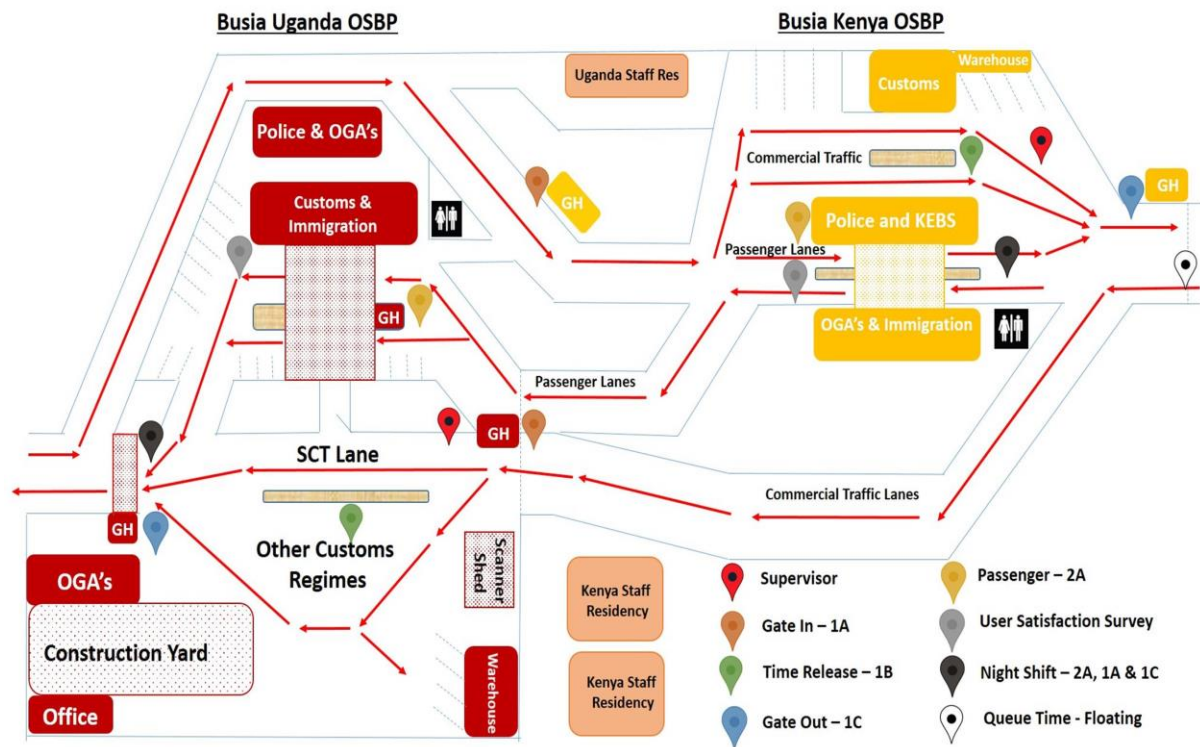 Busia Uganda OSBP
Busia Kenya OSBP
Uganda Staff Res
Warehouse
Customs
Police & OGA's
Commercial Traffic
GH
GH
Customs &
Immigration
Police and KEBS
Passenger Lanes
GH
OGA's & Immigration
Passenger Lanes
GH
SCT Lane
Commercial Traffic Lanes
GH
Other Customs
Regimes
Scanner
Shed
OGA's
Construction Yard
Office
Warehouse
Kenya Staff
Residency
Kenya Staff
Residency
Supervisor
Gate In – 1A
Time Release – 1B
Gate Out – 1C
Passenger – 2A
User Satisfaction Survey
Night Shift – 2A, 1A & 1C
Queue Time - Floating